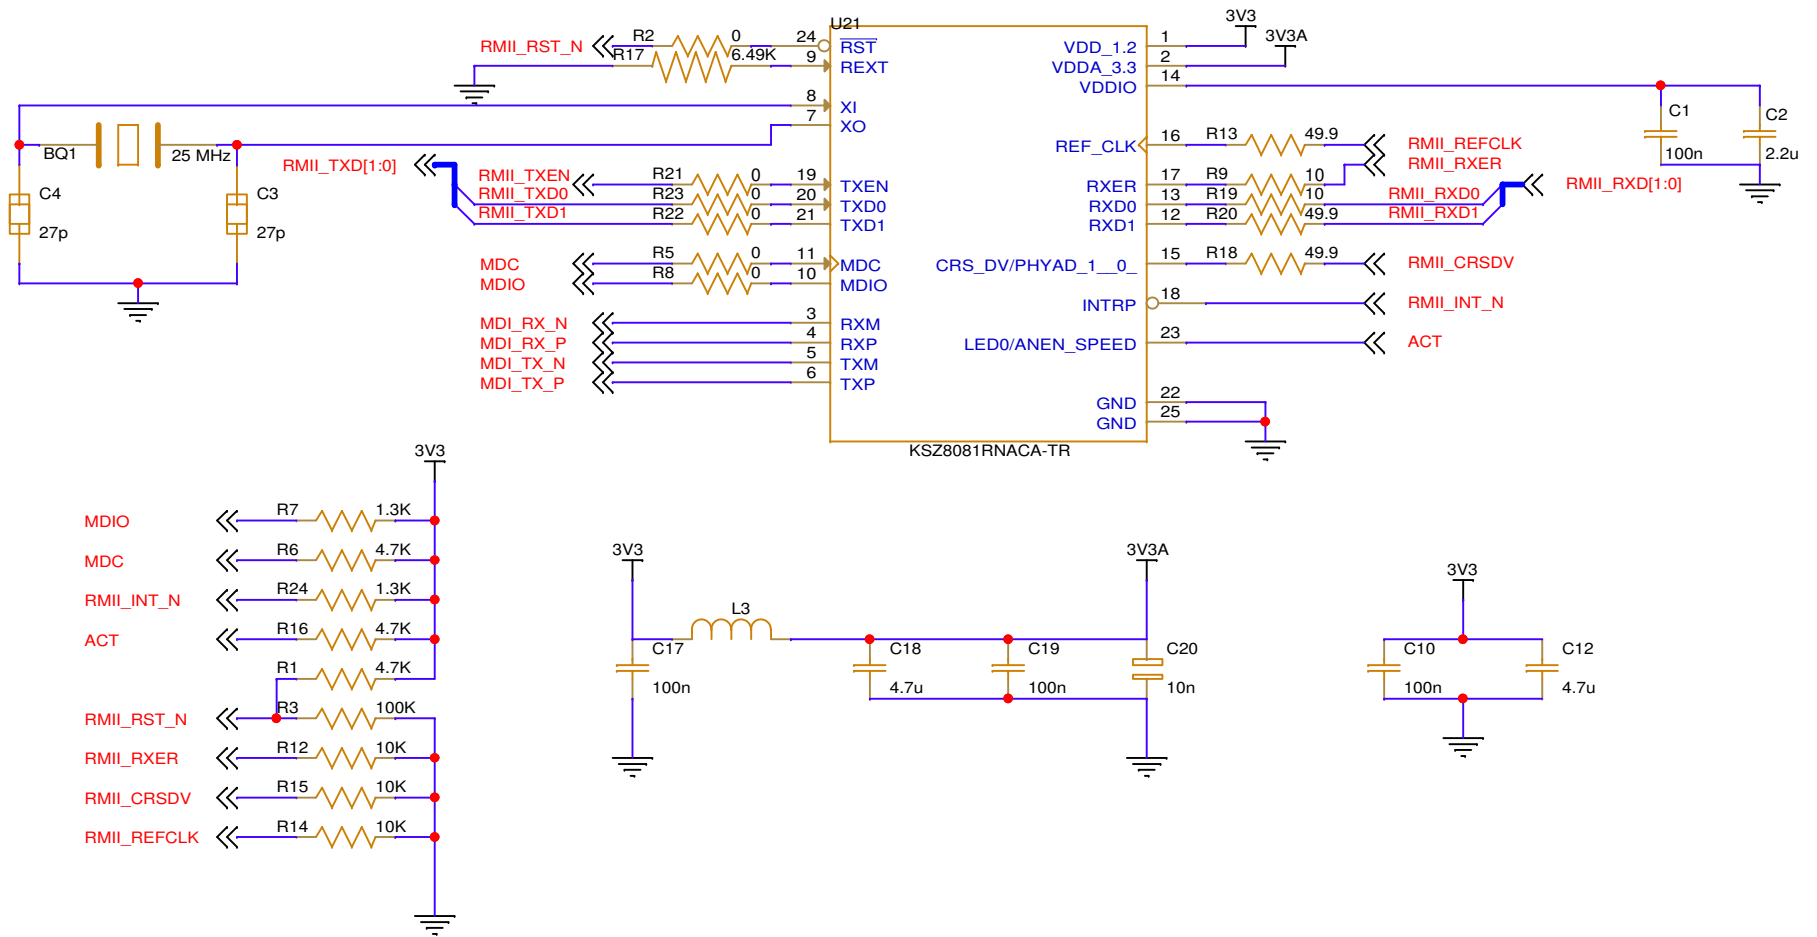 U21
RMII_RST_N R2 0 24 RST
R17 6.49K 9 REXT
8 XI
7 XO
BQ1 25 MHz
C4 27p
C3 27p
RMII_TXD[1:0]
RMII_TXEN R21 0 19 TXEN
RMII_TXD0 R23 0 20 TXD0
RMII_TXD1 R22 0 21 TXD1
MDC R5 0 11 MDC
MDIO R8 0 10 MDIO
MDI_RX_N 3 RXM
MDI_RX_P 4 RXP
MDI_TX_N 5 TXM
MDI_TX_P 6 TXP
VDD_1.2 1 3V3
VDDA_3.3 2 3V3A
VDDIO 14
C1 100n
C2 2.2u
REF_CLK 16 R13 49.9 RMII_REFCLK
RMII_RXER
RXER 17 R9 10
RXD0 13 R19 10 RMII_RXD0
RXD1 12 R20 49.9 RMII_RXD1
RMII_RXD[1:0]
CRS_DV/PHYAD_1__0_ 15 R18 49.9 RMII_CRSDV
INTRP 18 RMII_INT_N
LED0/ANEN_SPEED 23 ACT
GND 22
GND 25
KSZ8081RNACA-TR
3V3
MDIO R7 1.3K
MDC R6 4.7K
RMII_INT_N R24 1.3K
ACT R16 4.7K
R1 4.7K
RMII_RST_N R3 100K
RMII_RXER R12 10K
RMII_CRSDV R15 10K
RMII_REFCLK R14 10K
3V3 3V3A
L3
C17 C18 C19 C20
100n 4.7u 100n 10n
3V3
C10 C12
100n 4.7u